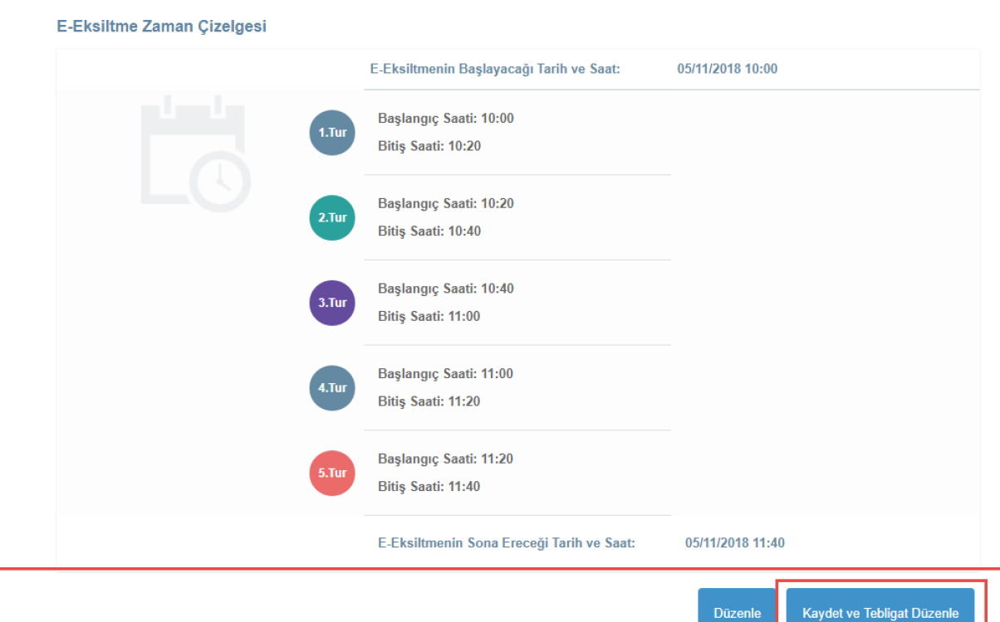 E-Eksiltme Zaman Çizelgesi
E-Eksiltmenin Başlayacağı Tarih ve Saat: 05/11/2018 10:00
1.Tur
Başlangıç Saati: 10:00
Bitiş Saati: 10:20
2.Tur
Başlangıç Saati: 10:20
Bitiş Saati: 10:40
3.Tur
Başlangıç Saati: 10:40
Bitiş Saati: 11:00
4.Tur
Başlangıç Saati: 11:00
Bitiş Saati: 11:20
5.Tur
Başlangıç Saati: 11:20
Bitiş Saati: 11:40
E-Eksiltmenin Sona Ereceği Tarih ve Saat: 05/11/2018 11:40
Düzenle Kaydet ve Tebligat Düzenle